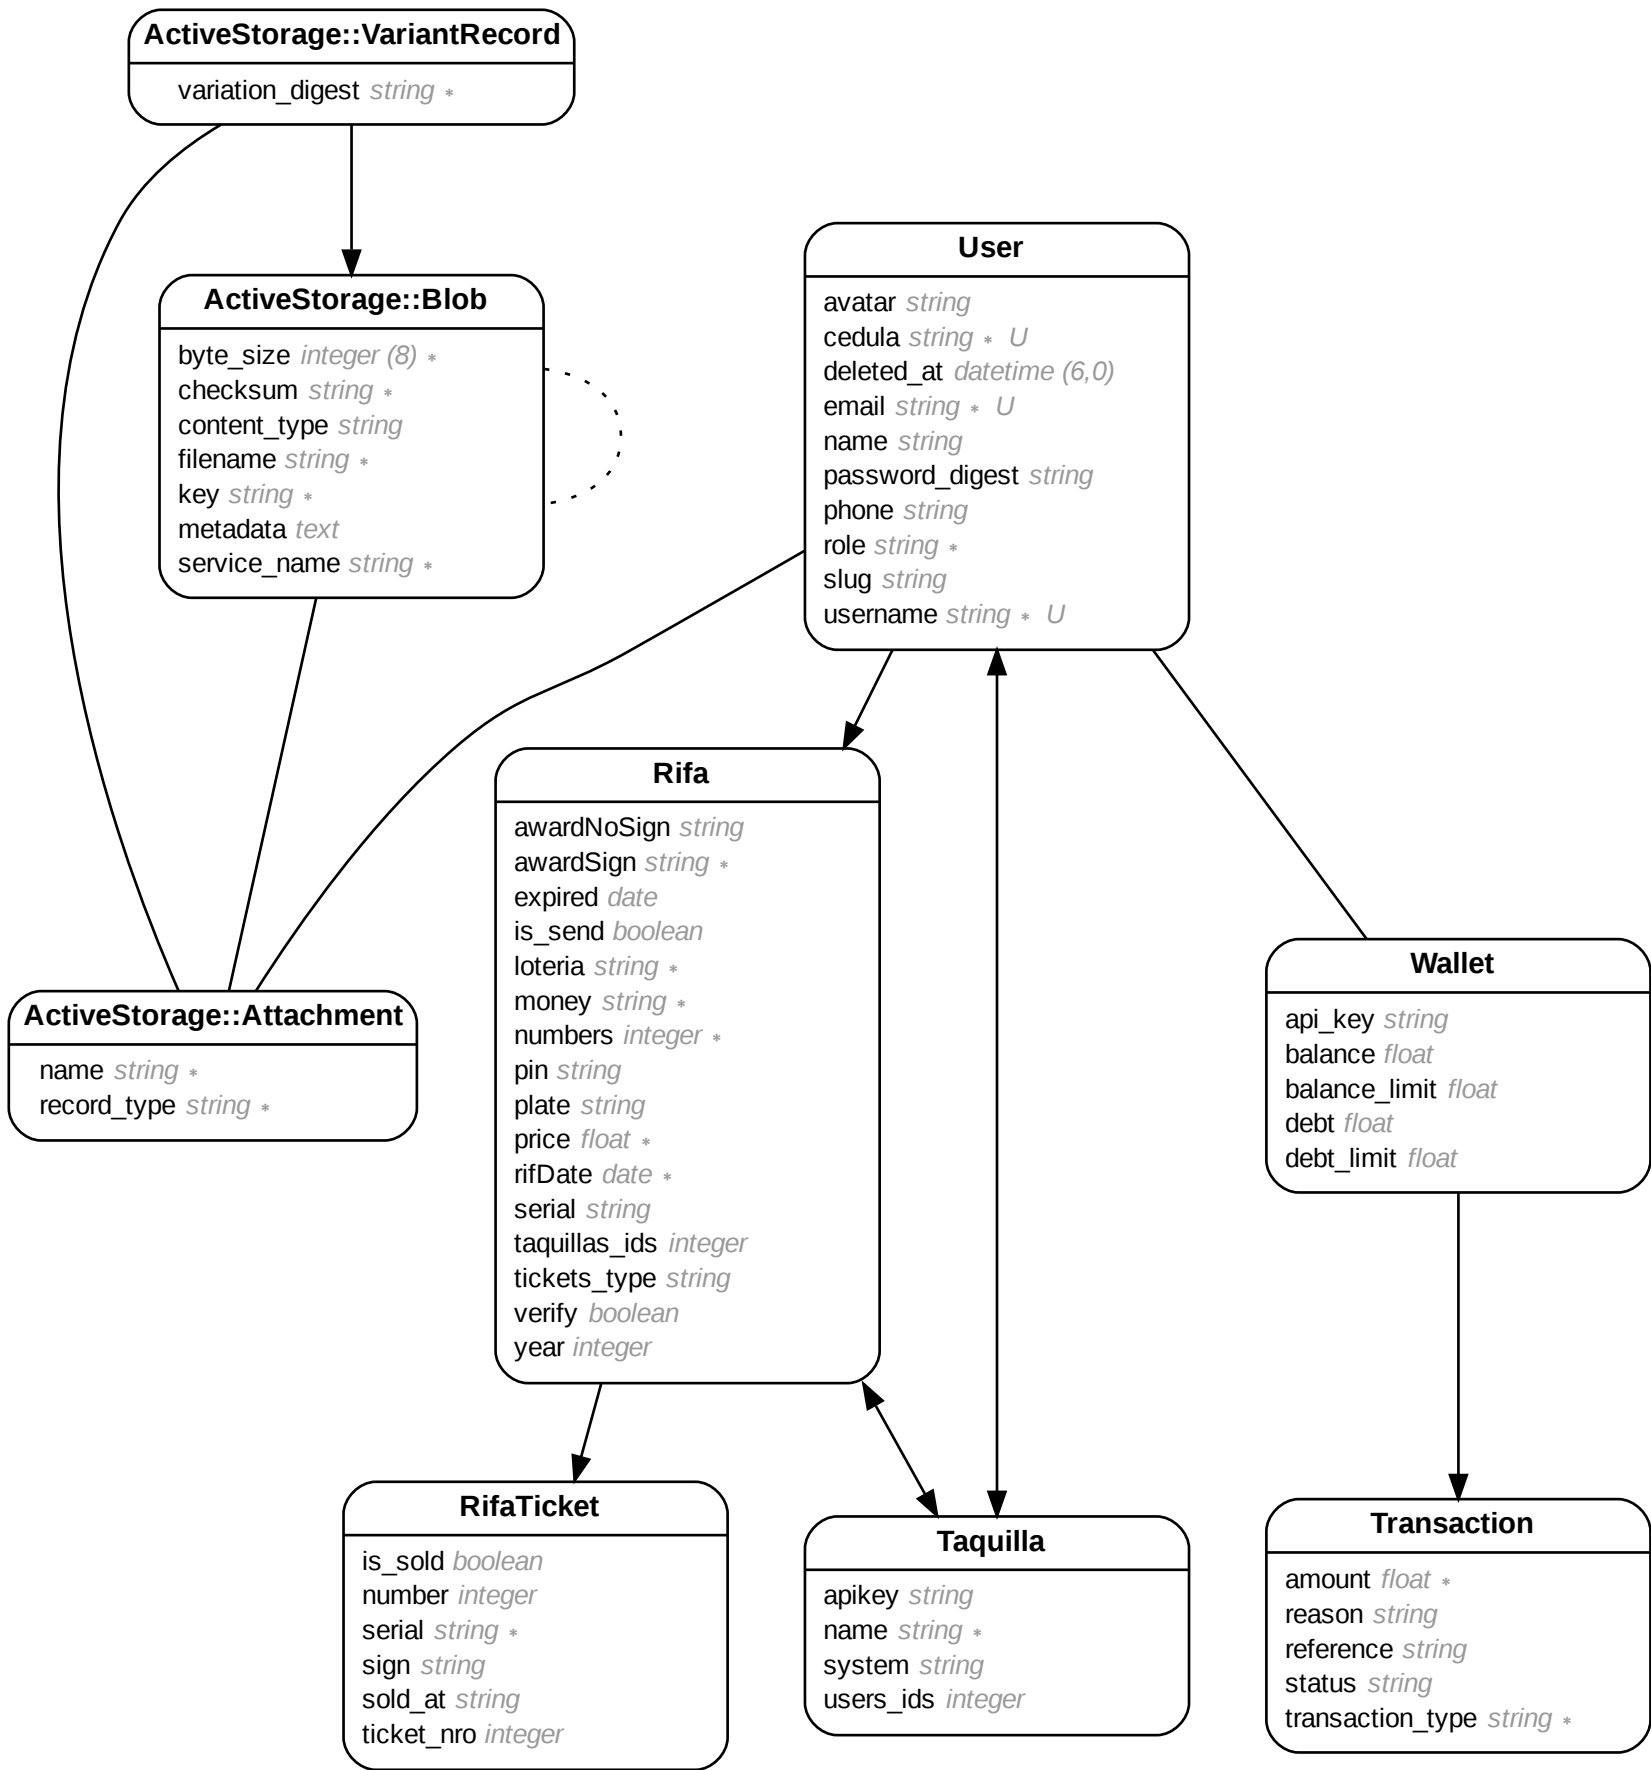 ActiveStorage::VariantRecord
variation_digest string *
ActiveStorage::Blob
byte_size integer (8) *
checksum string *
content_type string
filename string *
key string *
metadata text
service_name string *
User
avatar string
cedula string * U
deleted_at datetime (6,0)
email string * U
name string
password_digest string
phone string
role string *
slug string
username string * U
Rifa
awardNoSign string
awardSign string *
expired date
is_send boolean
loteria string *
money string *
numbers integer *
pin string
plate string
price float *
rifDate date *
serial string
taquillas_ids integer
tickets_type string
verify boolean
year integer
Wallet
api_key string
balance float
balance_limit float
debt float
debt_limit float
ActiveStorage::Attachment
name string *
record_type string *
RifaTicket
is_sold boolean
number integer
serial string *
sign string
sold_at string
ticket_nro integer
Taquilla
apikey string
name string *
system string
users_ids integer
Transaction
amount float *
reason string
reference string
status string
transaction_type string *